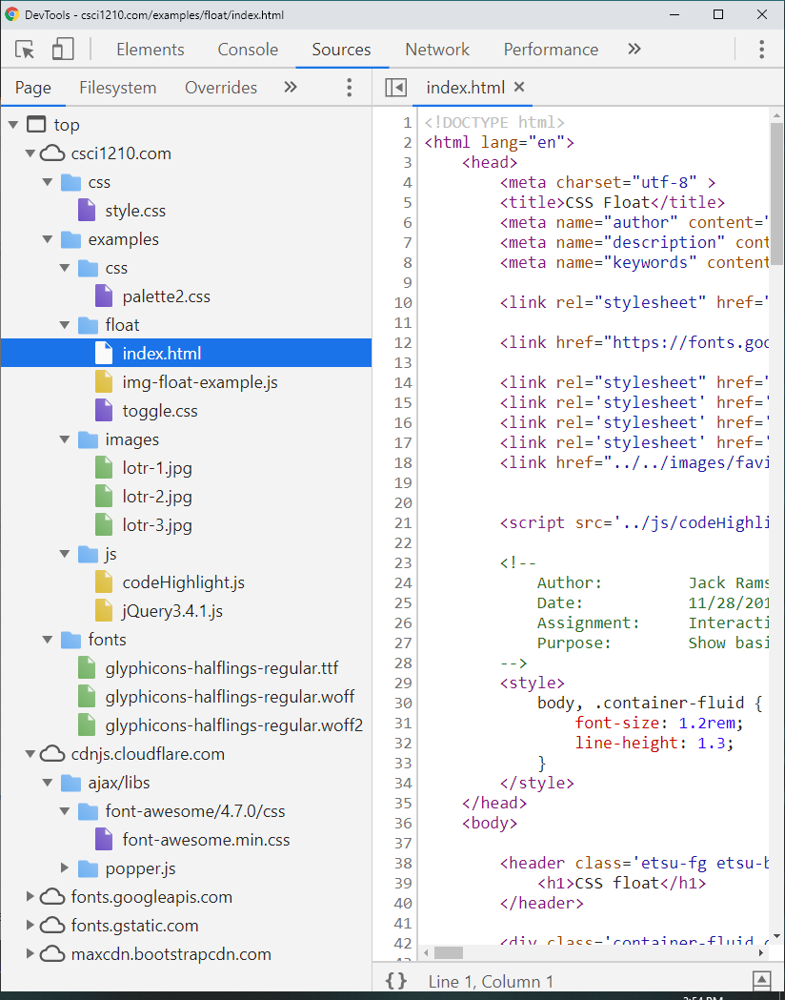 DevTools - csci1210.com/examples/float/index.html
Elements Console Sources Network Performance »
Page Filesystem Overrides » index.html ×
top
csci1210.com
css
style.css
examples
css
palette2.css
float
index.html
img-float-example.js
toggle.css
images
lotr-1.jpg
lotr-2.jpg
lotr-3.jpg
js
codeHighlight.js
jQuery3.4.1.js
fonts
glyphicons-halflings-regular.ttf
glyphicons-halflings-regular.woff
glyphicons-halflings-regular.woff2
cdnjs.cloudflare.com
ajax/libs
font-awesome/4.7.0/css
font-awesome.min.css
popper.js
fonts.googleapis.com
fonts.gstatic.com
maxcdn.bootstrapcdn.com
1 <!DOCTYPE html>
2 <html lang="en">
3 <head>
4 <meta charset="utf-8" >
5 <title>CSS Float</title>
6 <meta name="author" content="
7 <meta name="description" cont
8 <meta name="keywords" content
9
10 <link rel="stylesheet" href="
11
12 <link href="https://fonts.goo
13
14 <link rel="stylesheet" href="
15 <link rel='stylesheet' href='
16 <link rel='stylesheet' href='
17 <link rel='stylesheet' href='
18 <link href="../../images/favi
19
20
21 <script src='../js/codeHighli
22
23 <!--
24 Author: Jack Rams
25 Date: 11/28/201
26 Assignment: Interacti
27 Purpose: Show basi
28 -->
29 <style>
30 body, .container-fluid {
31 font-size: 1.2rem;
32 line-height: 1.3;
33 }
34 </style>
35 </head>
36 <body>
37
38 <header class='etsu-fg etsu-b
39 <h1>CSS float</h1>
40 </header>
41
42 <div class='container-fluid c
{} Line 1, Column 1